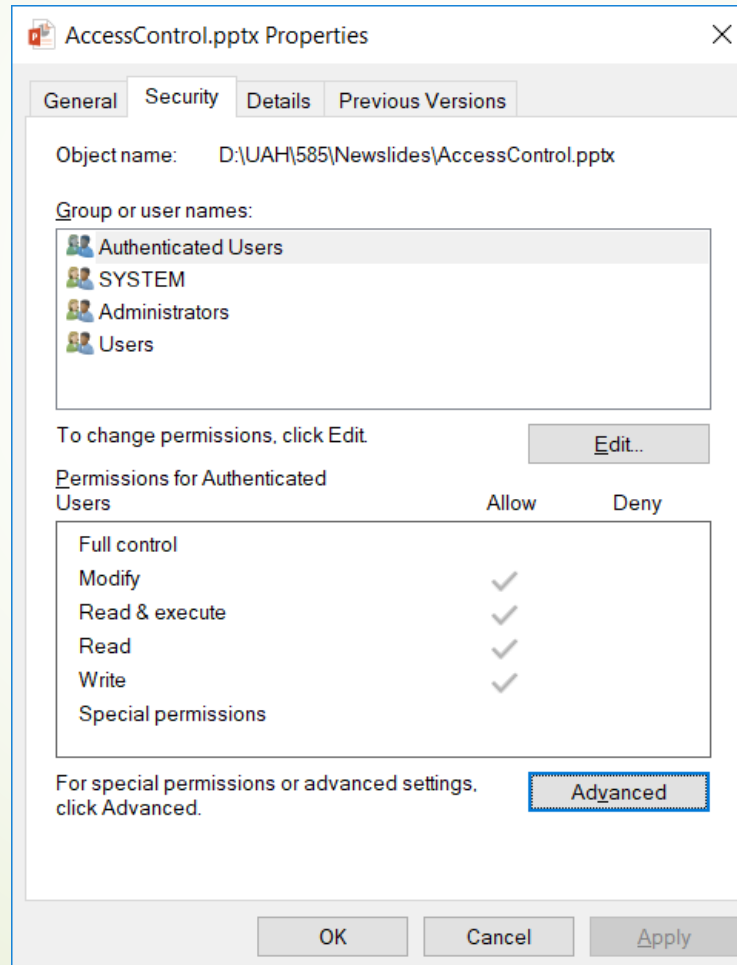 AccessControl.pptx Properties
General Security Details Previous Versions
Object name: D:\UAH\585\Newslides\AccessControl.pptx
Group or user names:
Authenticated Users
SYSTEM
Administrators
Users
To change permissions, click Edit.
Edit...
Permissions for Authenticated
Users Allow Deny
Full control
Modify
Read & execute
Read
Write
Special permissions
For special permissions or advanced settings,
click Advanced.
Advanced
OK Cancel Apply